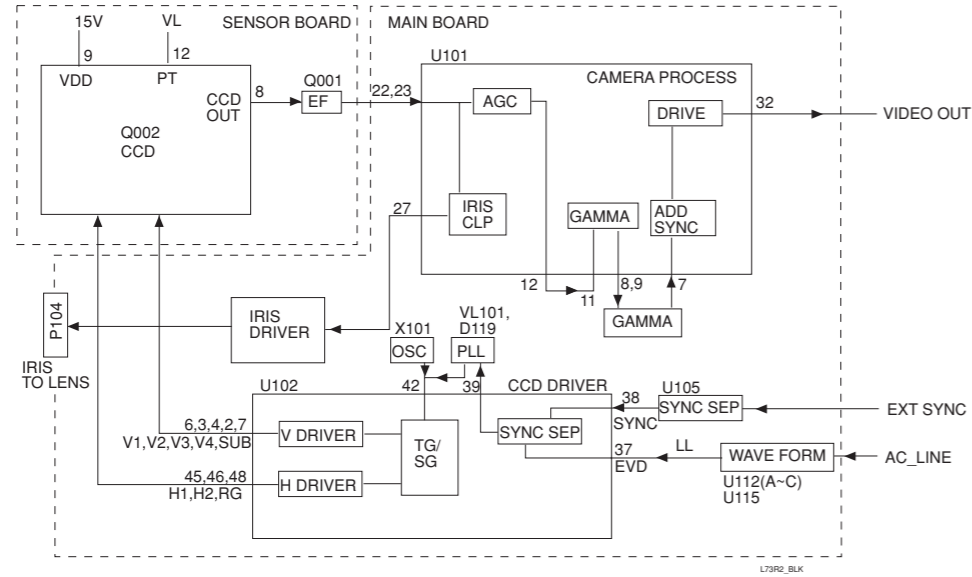 15V
VL
SENSOR BOARD
MAIN BOARD
9
12
U101
VDD
PT
CCD
OUT
8
Q001
EF
22,23
CAMERA PROCESS
AGC
DRIVE
32
VIDEO OUT
Q002
CCD
27
IRIS
CLP
GAMMA
ADD
SYNC
12
11
8,9
7
GAMMA
P104
IRIS
TO LENS
IRIS
DRIVER
X101
OSC
VL101,
D119
PLL
U102
42
39
CCD DRIVER
38
SYNC
U105
SYNC SEP
EXT SYNC
6,3,4,2,7
V1,V2,V3,V4,SUB
V DRIVER
TG/
SG
SYNC SEP
37
EVD
LL
WAVE FORM
AC_LINE
U112(A~C)
U115
45,46,48
H1,H2,RG
H DRIVER
L73R2_BLK